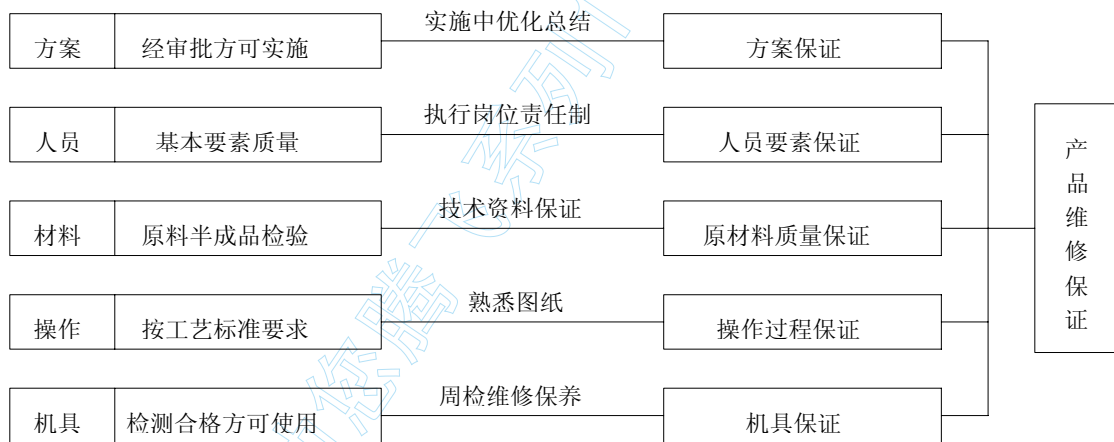 实施中优化总结
方案 经审批方可实施 方案保证
执行岗位责任制
人员 基本要素质量 人员要素保证
技术资料保证
材料 原料半成品检验 原材料质量保证
熟悉图纸
操作 按工艺标准要求 操作过程保证
周检维修保养
机具 检测合格方可使用 机具保证
产品维修保证
您腾飞系列